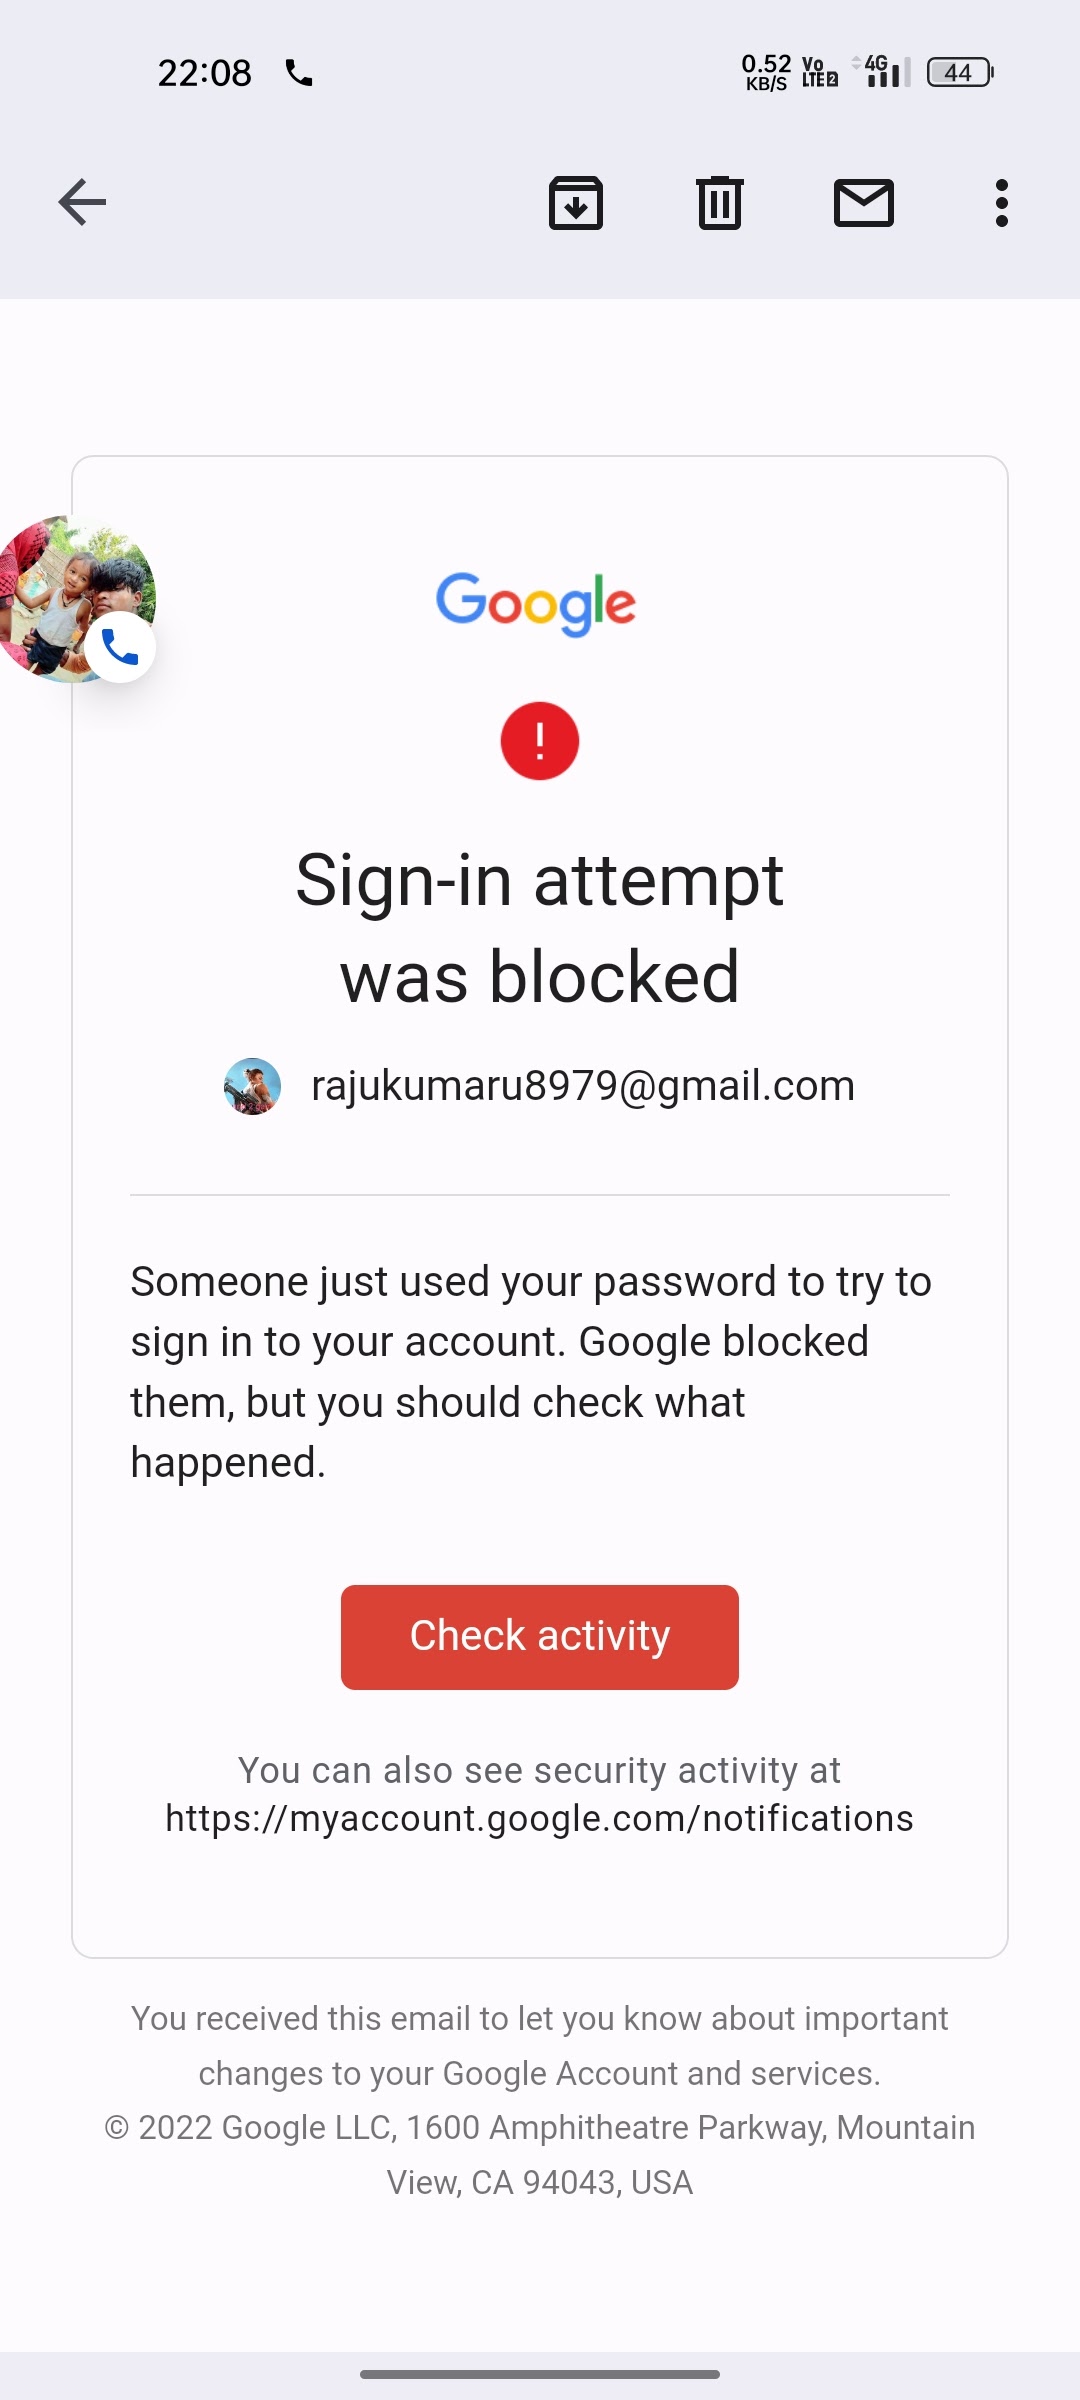 22:08
0.52 KB/S Vo LTE 2 4G 44
Google
!
Sign-in attempt
was blocked
rajukumaru8979@gmail.com
Someone just used your password to try to
sign in to your account. Google blocked
them, but you should check what
happened.
Check activity
You can also see security activity at
https://myaccount.google.com/notifications
You received this email to let you know about important
changes to your Google Account and services.
© 2022 Google LLC, 1600 Amphitheatre Parkway, Mountain
View, CA 94043, USA